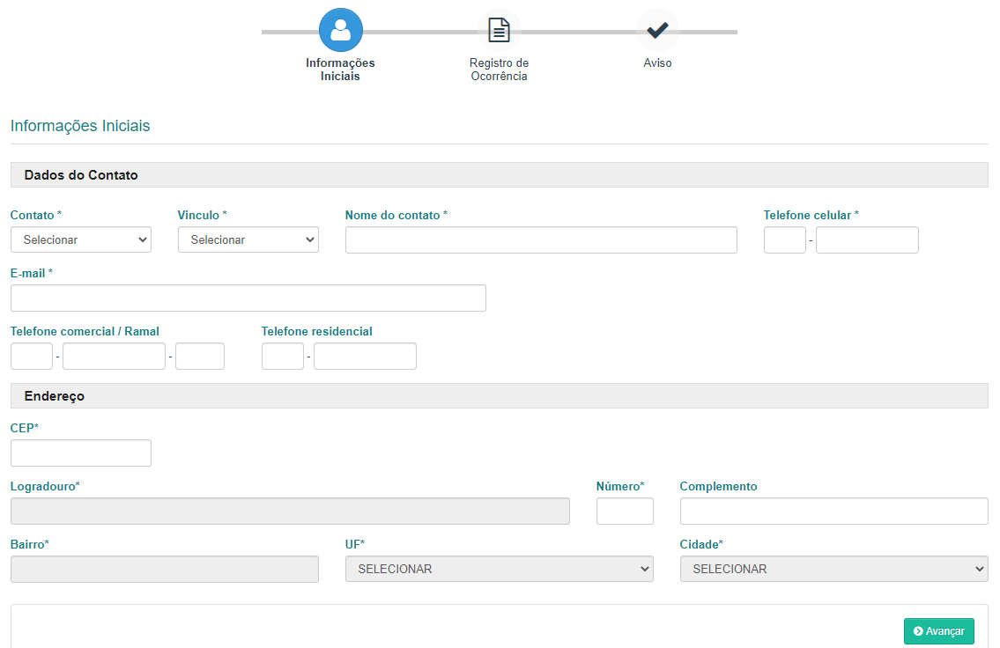 Informações
Iniciais
Registro de
Ocorrência
Aviso
Informações Iniciais
Dados do Contato
Contato * Vinculo * Nome do contato * Telefone celular *
Selecionar Selecionar -
E-mail *
Telefone comercial / Ramal Telefone residencial
- - -
Endereço
CEP*
Logradouro* Número* Complemento
Bairro* UF* Cidade*
SELECIONAR SELECIONAR
Avançar